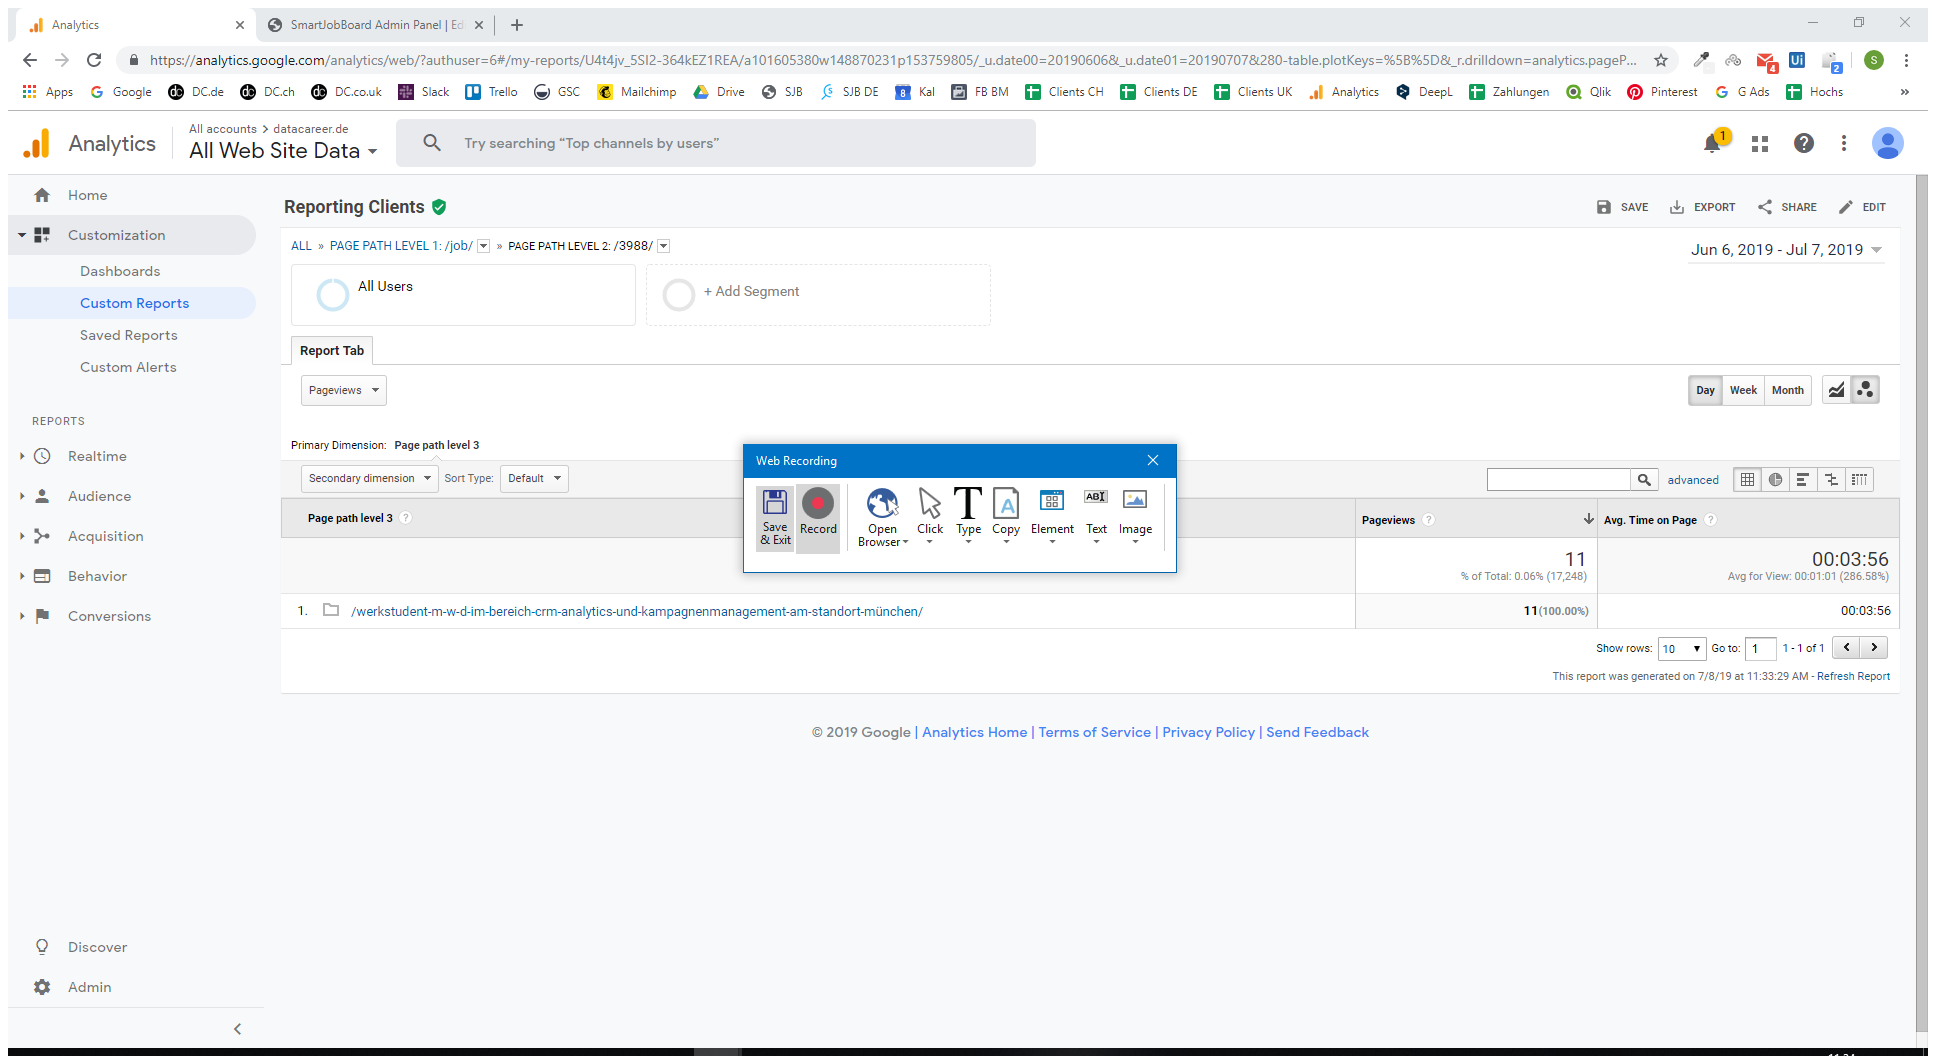 Analytics
SmartJobBoard Admin Panel | Ed
https://analytics.google.com/analytics/web/?authuser=6#/my-reports/U4t4jv_5SI2-364kEZ1REA/a101605380w148870231p153759805/_u.date00=20190606&_u.date01=20190707&280-table.plotKeys=%5B%5D&_r.drilldown=analytics.pageP...
4
Ui
2
S
Apps Google DC.de DC.ch DC.co.uk Slack Trello GSC Mailchimp Drive SJB SJB DE Kal FB BM Clients CH Clients DE Clients UK Analytics DeepL Zahlungen Qlik Pinterest G Ads Hochs »
Analytics
All accounts > datacareer.de
All Web Site Data
Try searching “Top channels by users”
1
Home
Customization
Dashboards
Custom Reports
Saved Reports
Custom Alerts
REPORTS
Realtime
Audience
Acquisition
Behavior
Conversions
Discover
Admin
Reporting Clients
SAVE EXPORT SHARE EDIT
ALL » PAGE PATH LEVEL 1: /job/ » PAGE PATH LEVEL 2: /3988/
Jun 6, 2019 - Jul 7, 2019
All Users
+ Add Segment
Report Tab
Pageviews
Day Week Month
Primary Dimension: Page path level 3
Secondary dimension Sort Type: Default
advanced
Web Recording
Save & Exit
Record
Open Browser
Click
Type
Copy
Element
Text
Image
Page path level 3 ?
Pageviews ?
Avg. Time on Page ?
11
% of Total: 0.06% (17,248)
00:03:56
Avg for View: 00:01:01 (286.58%)
1. /werkstudent-m-w-d-im-bereich-crm-analytics-und-kampagnenmanagement-am-standort-münchen/ 11(100.00%) 00:03:56
Show rows: 10 Go to: 1 1 - 1 of 1
This report was generated on 7/8/19 at 11:33:29 AM - Refresh Report
© 2019 Google | Analytics Home | Terms of Service | Privacy Policy | Send Feedback